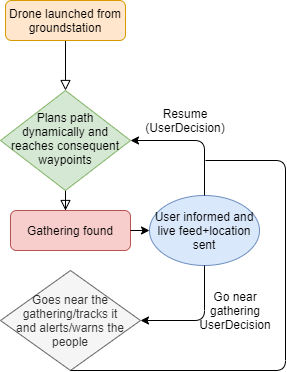 Drone launched from
groundstation
Plans path
dynamically and
reaches consequent
waypoints
Resume
(UserDecision)
Gathering found
User informed and
live feed+location
sent
Go near
gathering
UserDecision
Goes near the
gathering/tracks it
and alerts/warns the
people